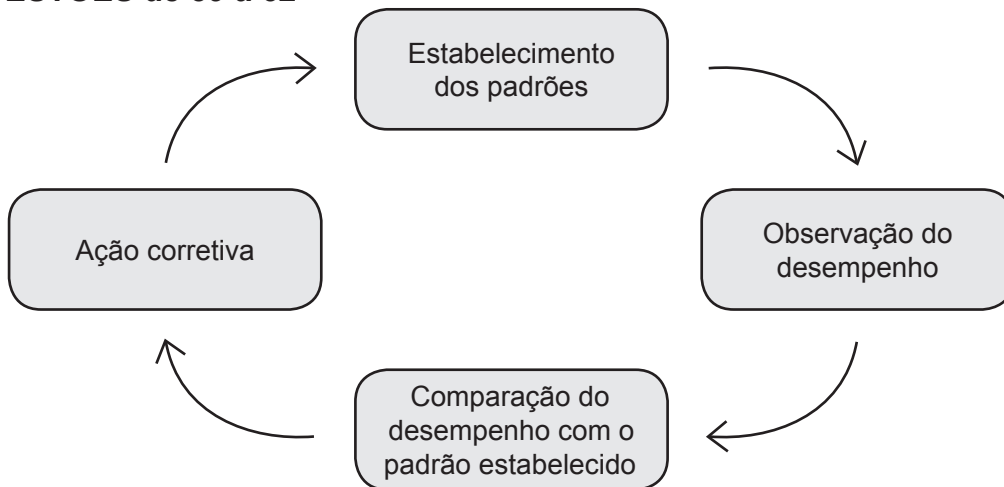 Estabelecimento
dos padrões
Ação corretiva
Observação do
desempenho
Comparação do
desempenho com o
padrão estabelecido